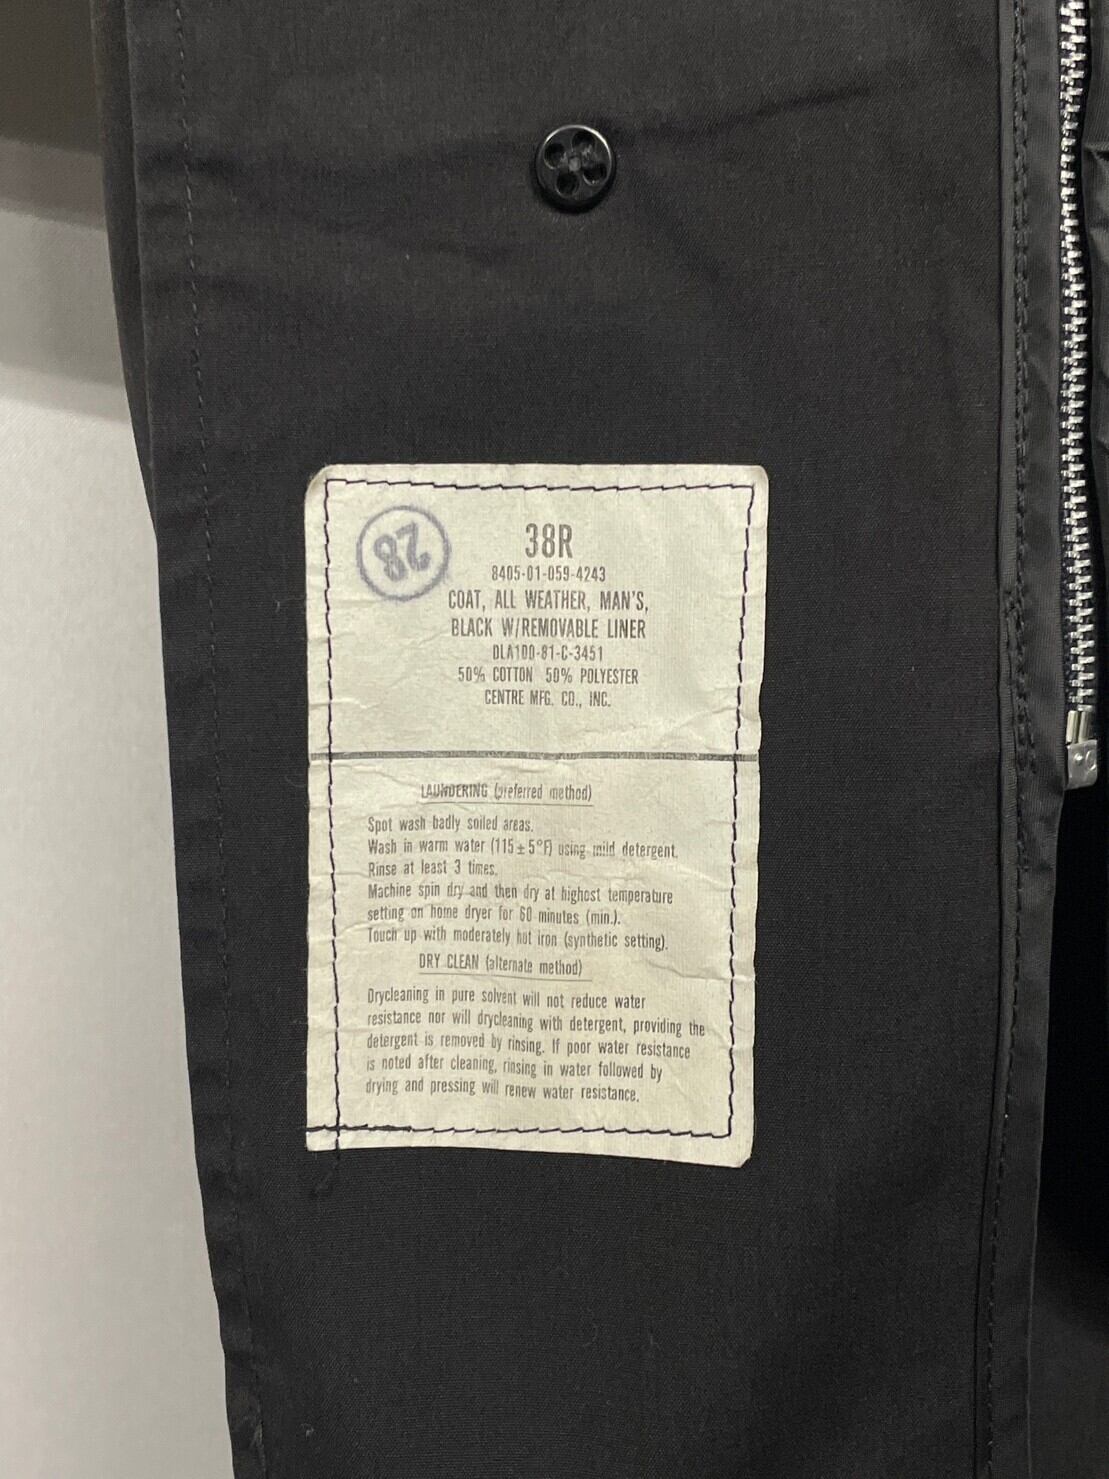 28
38R
8405-01-059-4243
COAT, ALL WEATHER, MAN'S,
BLACK W/REMOVABLE LINER
DLA100-81-C-3451
50% COTTON 50% POLYESTER
CENTRE MFG. CO., INC.
LAUNDERING (preferred method)
Spot wash badly soiled areas.
Wash in warm water (115±5°F) using mild detergent.
Rinse at least 3 times.
Machine spin dry and then dry at highest temperature
setting on home dryer for 60 minutes (min.).
Touch up with moderately hot iron (synthetic setting).
DRY CLEAN (alternate method)
Drycleaning in pure solvent will not reduce water
resistance nor will drycleaning with detergent, providing the
detergent is removed by rinsing. If poor water resistance
is noted after cleaning, rinsing in water followed by
drying and pressing will renew water resistance.